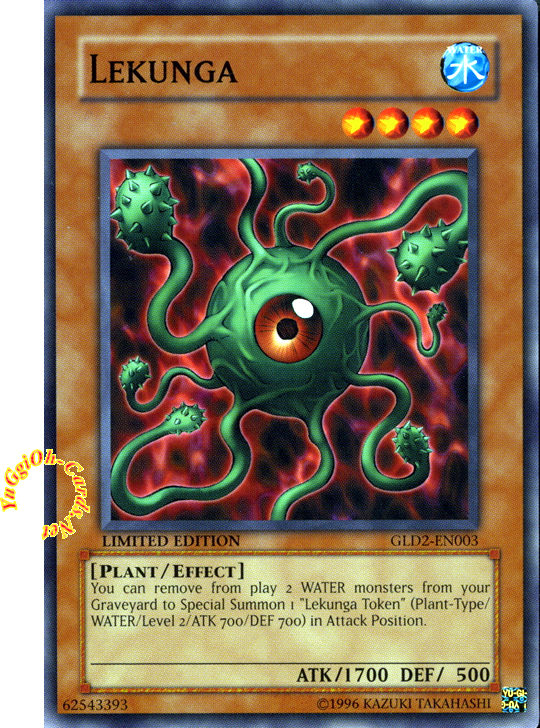 LEKUNGA
WATER
水
YuGgiOh-Cards.Net
LIMITED EDITION GLD2-EN003
[PLANT/EFFECT]
You can remove from play 2 WATER monsters from your
Graveyard to Special Summon 1 "Lekunga Token" (Plant-Type/
WATER/Level 2/ATK 700/DEF 700) in Attack Position.
ATK/1700 DEF/ 500
62543393 ©1996 KAZUKI TAKAHASHI